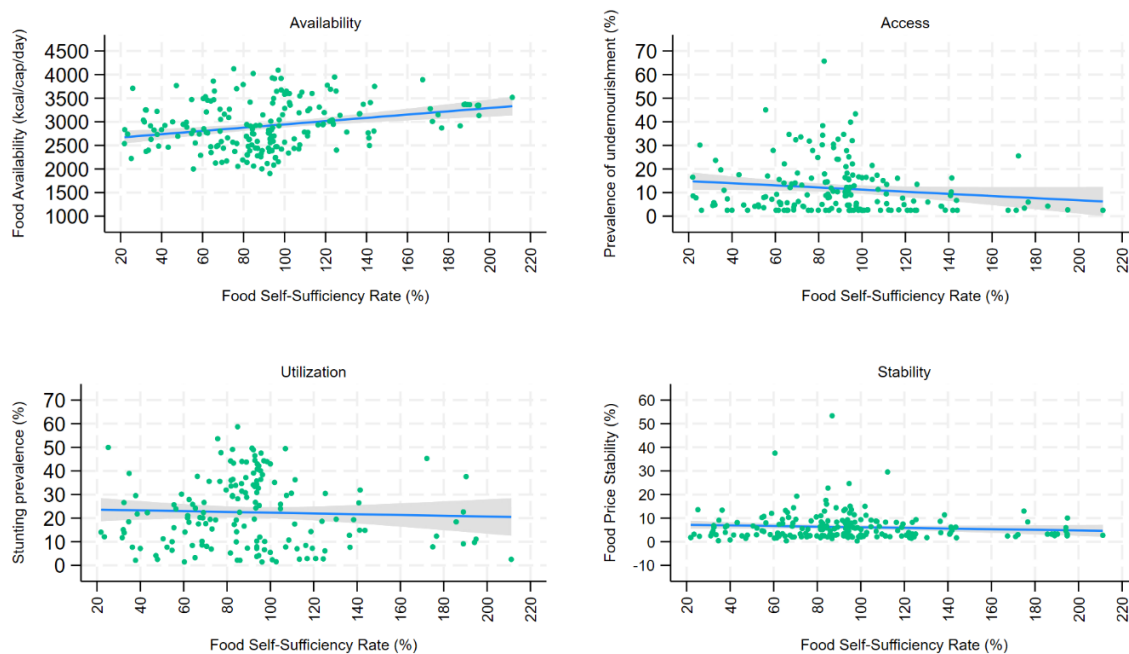 Availability
Food Availability (kcal/cap/day)
4500
4000
3500
3000
2500
2000
1500
1000
20 40 60 80 100 120 140 160 180 200 220
Food Self-Sufficiency Rate (%)
Access
Prevalence of undernourishment (%)
70
60
50
40
30
20
10
0
20 40 60 80 100 120 140 160 180 200 220
Food Self-Sufficiency Rate (%)
Utilization
Stunting prevalence (%)
70
60
50
40
30
20
10
0
20 40 60 80 100 120 140 160 180 200 220
Food Self-Sufficiency Rate (%)
Stability
Food Price Stability (%)
60
50
40
30
20
10
0
-10
20 40 60 80 100 120 140 160 180 200 220
Food Self-Sufficiency Rate (%)